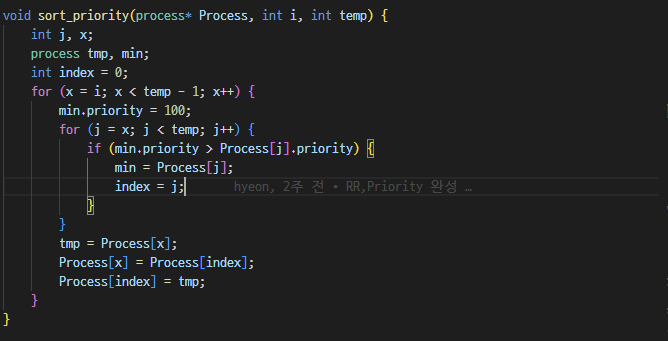 void sort_priority(process* Process, int i, int temp) {
    int j, x;
    process tmp, min;
    int index = 0;
    for (x = i; x < temp - 1; x++) {
        min.priority = 100;
        for (j = x; j < temp; j++) {
            if (min.priority > Process[j].priority) {
                min = Process[j];
                index = j;        hyeon, 2주 전 • RR,Priority 완성 …
            }
        }
        tmp = Process[x];
        Process[x] = Process[index];
        Process[index] = tmp;
    }
}